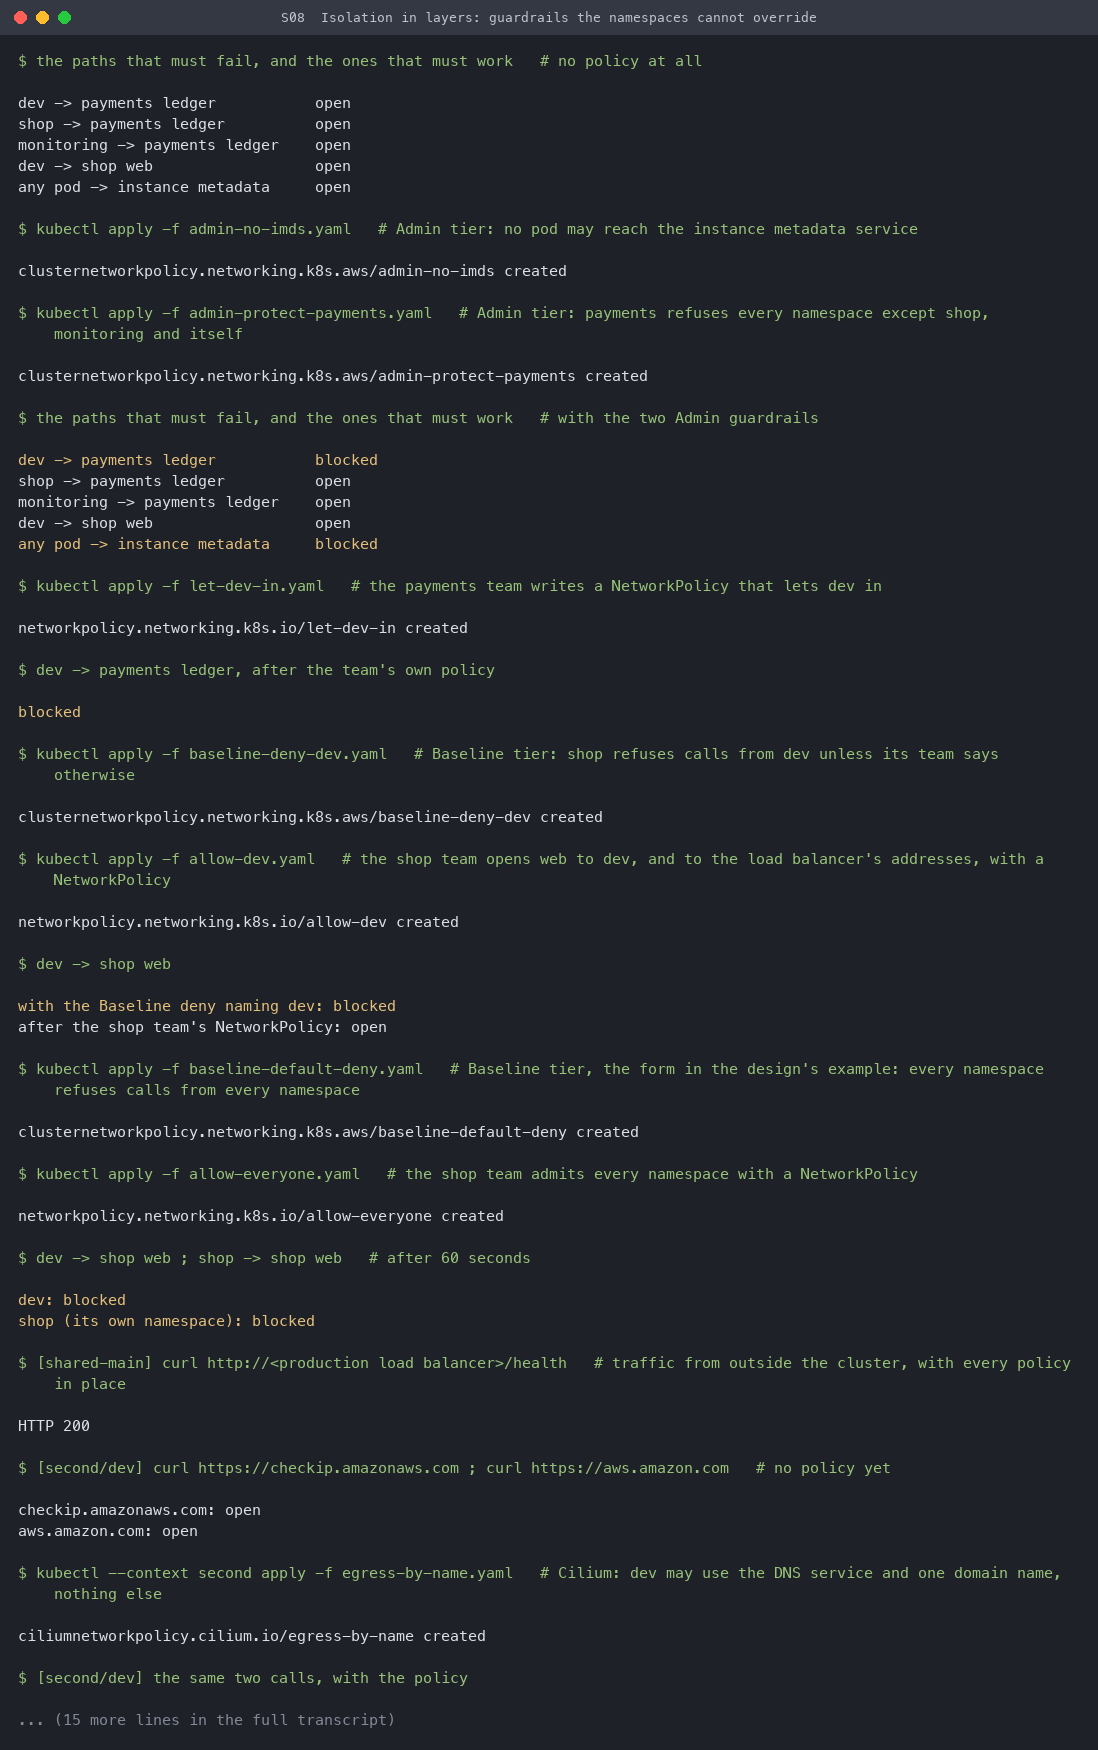 S08  Isolation in layers: guardrails the namespaces cannot override
$ the paths that must fail, and the ones that must work   # no policy at all
dev -> payments ledger           open
shop -> payments ledger          open
monitoring -> payments ledger    open
dev -> shop web                  open
any pod -> instance metadata     open
$ kubectl apply -f admin-no-imds.yaml   # Admin tier: no pod may reach the instance metadata service
clusternetworkpolicy.networking.k8s.aws/admin-no-imds created
$ kubectl apply -f admin-protect-payments.yaml   # Admin tier: payments refuses every namespace except shop,
    monitoring and itself
clusternetworkpolicy.networking.k8s.aws/admin-protect-payments created
$ the paths that must fail, and the ones that must work   # with the two Admin guardrails
dev -> payments ledger           blocked
shop -> payments ledger          open
monitoring -> payments ledger    open
dev -> shop web                  open
any pod -> instance metadata     blocked
$ kubectl apply -f let-dev-in.yaml   # the payments team writes a NetworkPolicy that lets dev in
networkpolicy.networking.k8s.io/let-dev-in created
$ dev -> payments ledger, after the team's own policy
blocked
$ kubectl apply -f baseline-deny-dev.yaml   # Baseline tier: shop refuses calls from dev unless its team says
    otherwise
clusternetworkpolicy.networking.k8s.aws/baseline-deny-dev created
$ kubectl apply -f allow-dev.yaml   # the shop team opens web to dev, and to the load balancer's addresses, with a
    NetworkPolicy
networkpolicy.networking.k8s.io/allow-dev created
$ dev -> shop web
with the Baseline deny naming dev: blocked
after the shop team's NetworkPolicy: open
$ kubectl apply -f baseline-default-deny.yaml   # Baseline tier, the form in the design's example: every namespace
    refuses calls from every namespace
clusternetworkpolicy.networking.k8s.aws/baseline-default-deny created
$ kubectl apply -f allow-everyone.yaml   # the shop team admits every namespace with a NetworkPolicy
networkpolicy.networking.k8s.io/allow-everyone created
$ dev -> shop web ; shop -> shop web   # after 60 seconds
dev: blocked
shop (its own namespace): blocked
$ [shared-main] curl http://<production load balancer>/health   # traffic from outside the cluster, with every policy
    in place
HTTP 200
$ [second/dev] curl https://checkip.amazonaws.com ; curl https://aws.amazon.com   # no policy yet
checkip.amazonaws.com: open
aws.amazon.com: open
$ kubectl --context second apply -f egress-by-name.yaml   # Cilium: dev may use the DNS service and one domain name,
    nothing else
ciliumnetworkpolicy.cilium.io/egress-by-name created
$ [second/dev] the same two calls, with the policy
... (15 more lines in the full transcript)